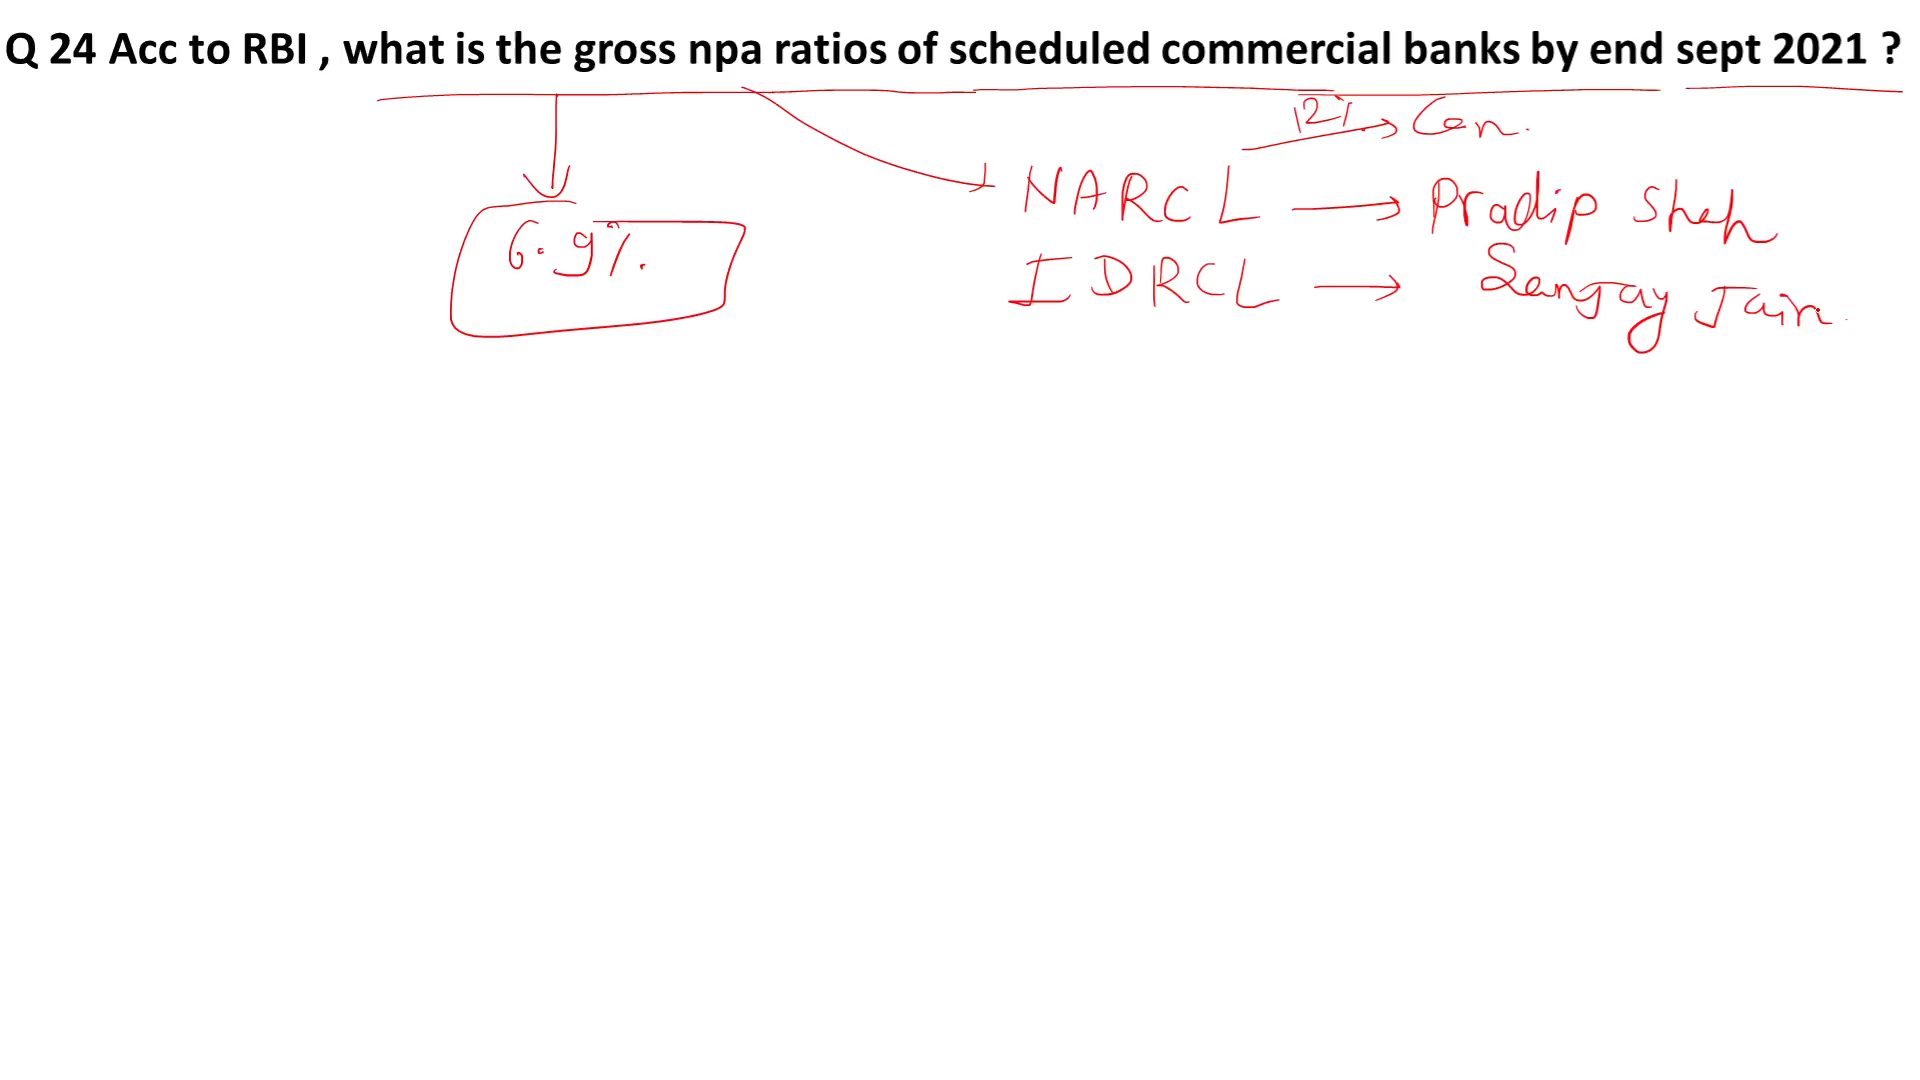 Q 24 Acc to RBI , what is the gross npa ratios of scheduled commercial banks by end sept 2021 ?
12% Can.
NARCL Pradip Shah
6.9%.
IDRCL Sanjay Jain